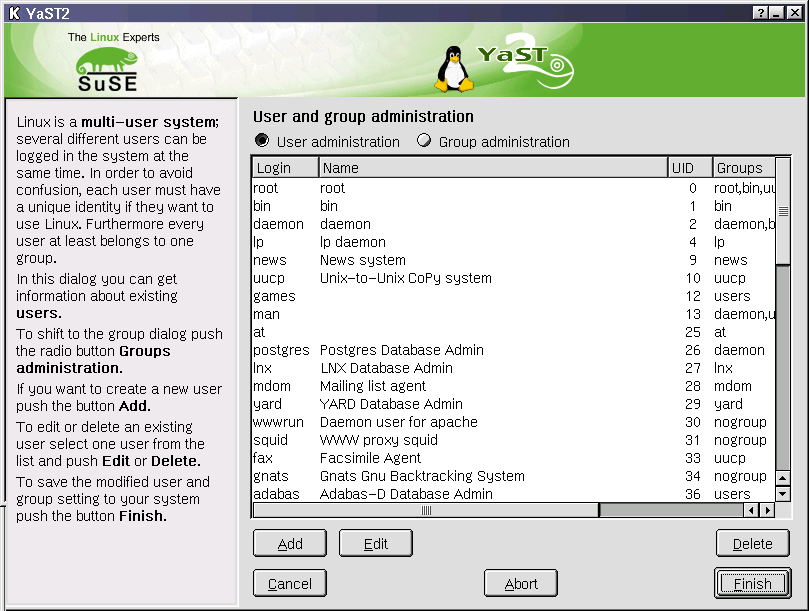 YaST2
The Linux Experts
SuSE
YaST 2
Linux is a multi-user system;
several different users can be
logged in the system at the
same time. In order to avoid
confusion, each user must have
a unique identity if they want to
use Linux. Furthermore every
user at least belongs to one
group.
In this dialog you can get
information about existing
users.
To shift to the group dialog push
the radio button Groups
administration.
If you want to create a new user
push the button Add.
To edit or delete an existing
user select one user from the
list and push Edit or Delete.
To save the modified user and
group setting to your system
push the button Finish.
User and group administration
User administration Group administration
Login Name UID Groups
root root 0 root,bin,uu
bin bin 1 bin
daemon daemon 2 daemon,b
lp lp daemon 4 lp
news News system 9 news
uucp Unix-to-Unix CoPy system 10 uucp
games 12 users
man 13 daemon,u
at 25 at
postgres Postgres Database Admin 26 daemon
lnx LNX Database Admin 27 lnx
mdom Mailing list agent 28 mdom
yard YARD Database Admin 29 yard
wwwrun Daemon user for apache 30 nogroup
squid WWW proxy squid 31 nogroup
fax Facsimile Agent 33 uucp
gnats Gnats Gnu Backtracking System 34 nogroup
adabas Adabas-D Database Admin 36 users
Add Edit Delete
Cancel Abort Finish